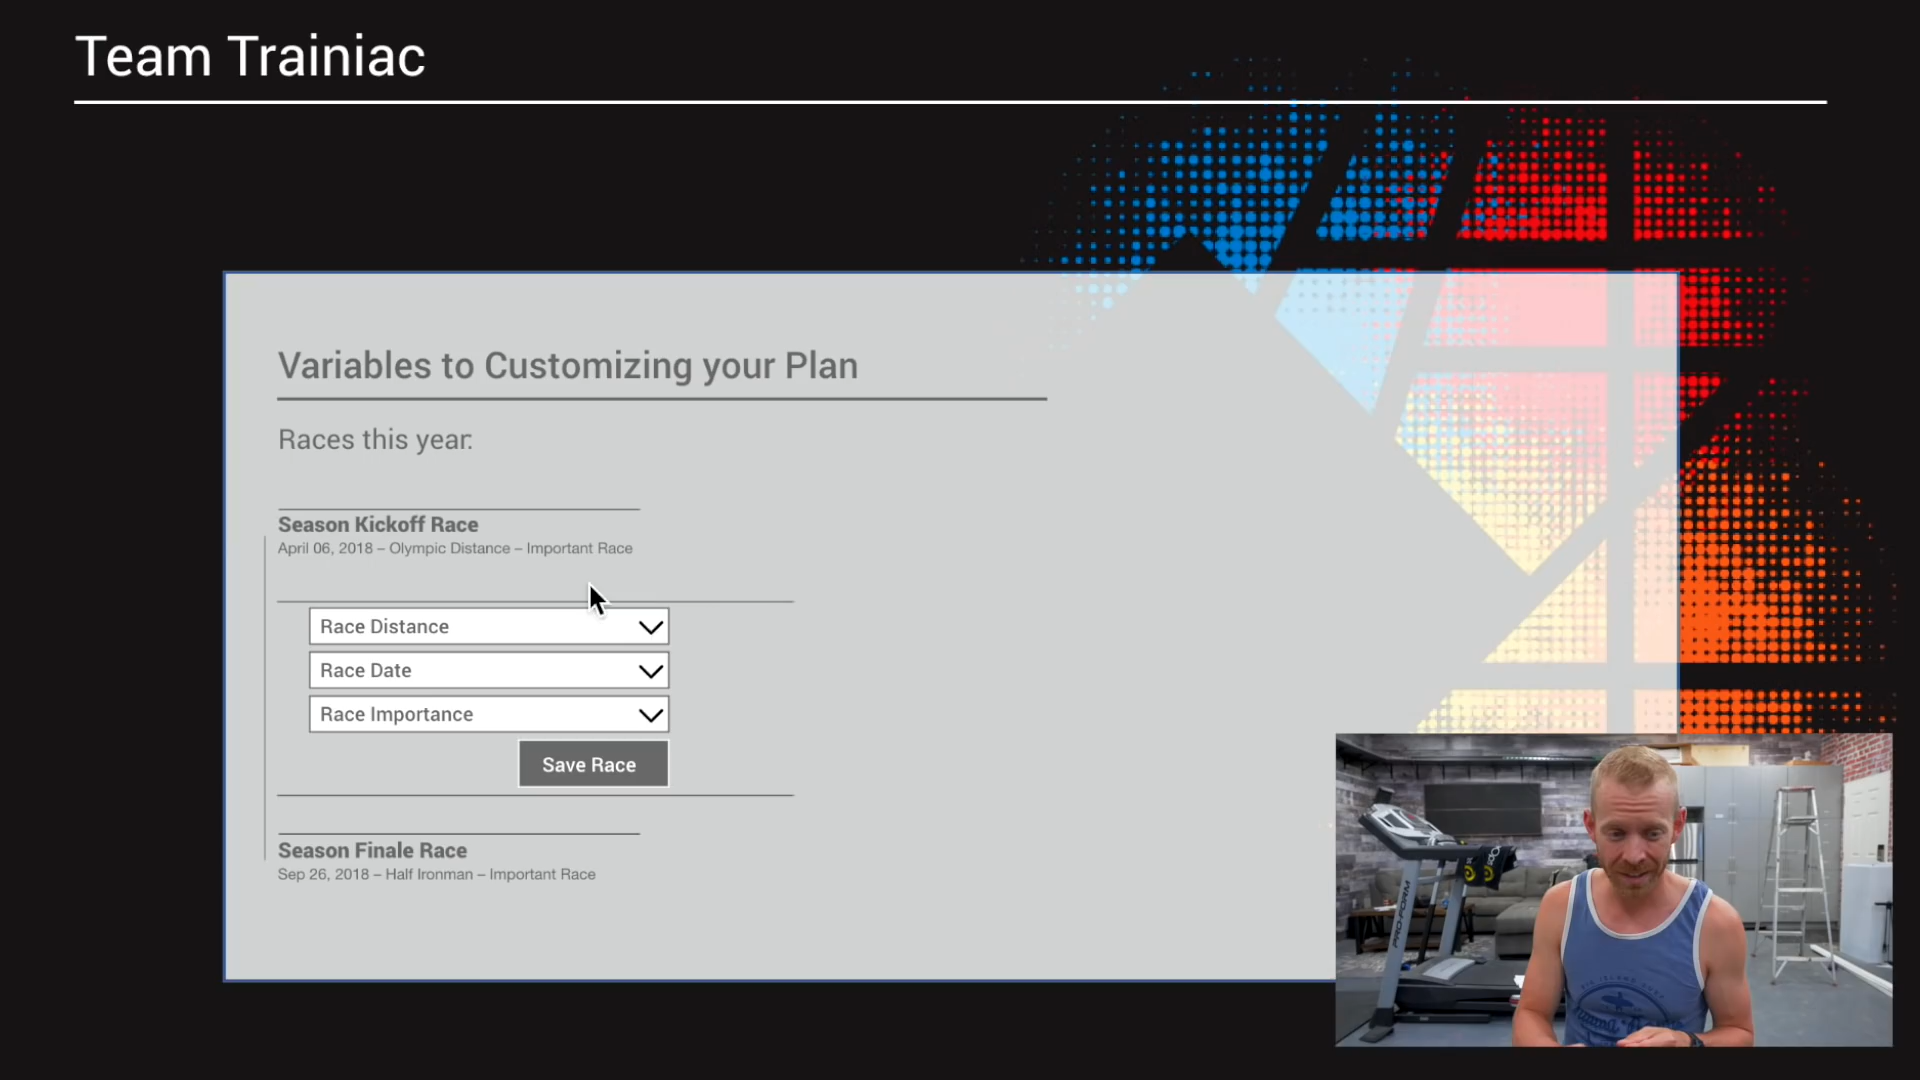 Team Trainiac
Variables to Customizing your Plan
Races this year:
Season Kickoff Race
April 06, 2018 – Olympic Distance – Important Race
Race Distance
Race Date
Race Importance
Save Race
Season Finale Race
Sep 26, 2018 – Half Ironman – Important Race
PRO-FORM